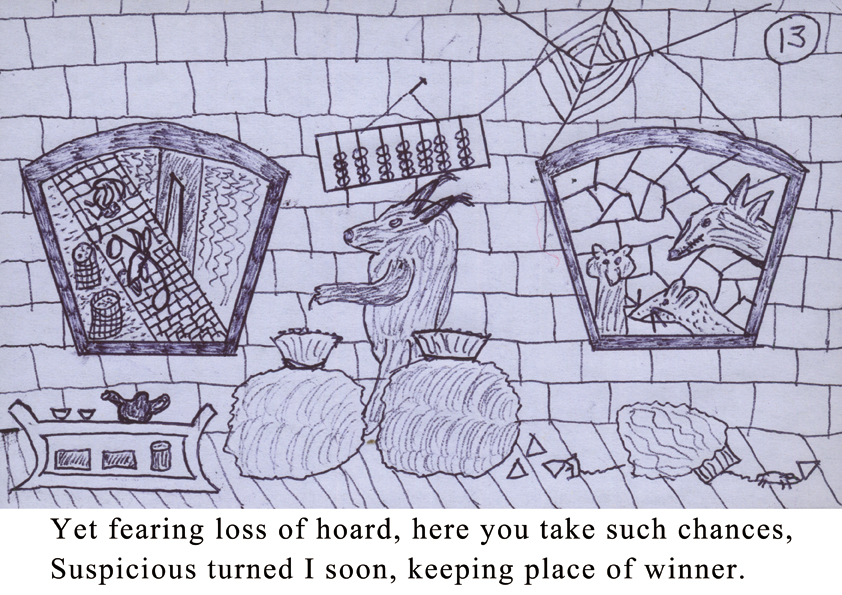 13
Yet fearing loss of hoard, here you take such chances,
Suspicious turned I soon, keeping place of winner.